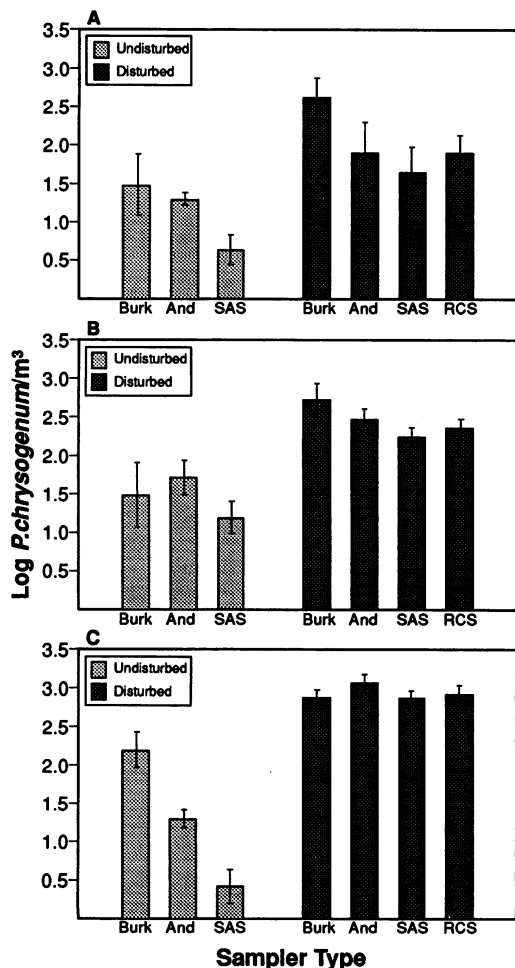 A
3.5
Undisturbed
Disturbed
3.0
2.5
2.0
1.5
1.0
0.5
Burk And SAS Burk And SAS RCS
B
3.5
Undisturbed
Disturbed
3.0
2.5
2.0
1.5
1.0
0.5
Burk And SAS Burk And SAS RCS
C
3.5
Undisturbed
Disturbed
3.0
2.5
2.0
1.5
1.0
0.5
Burk And SAS Burk And SAS RCS
Log P.chrysogenum/m³
Sampler Type